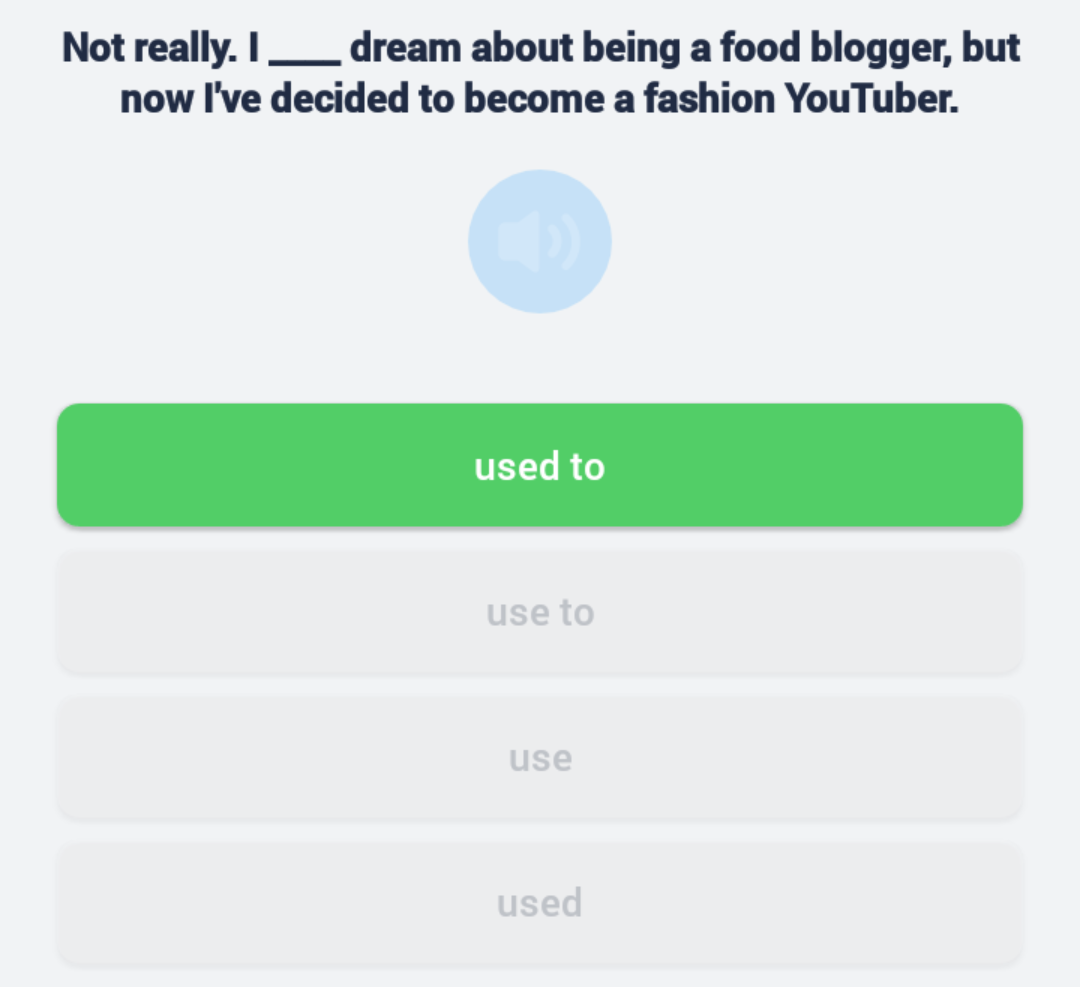 Not really. I ____ dream about being a food blogger, but
now I've decided to become a fashion YouTuber.
used to
use to
use
used